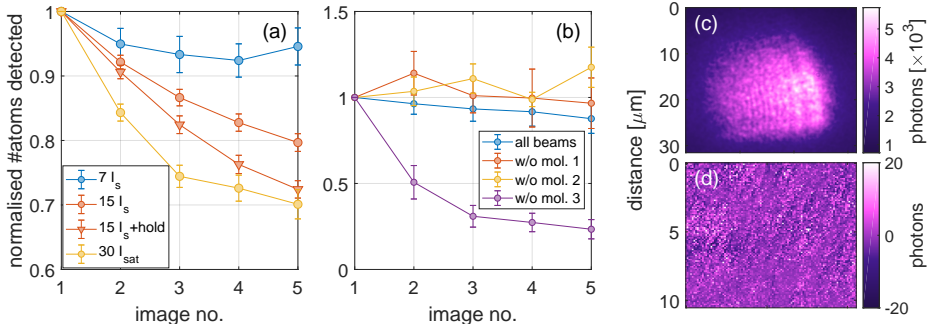 (a)
normalised #atoms detected
1
0.9
0.8
0.7
0.6
7 I_s
15 I_s
15 I_s+hold
30 I_sat
1 2 3 4 5
image no.
(b)
1.5
1
0.5
0
all beams
w/o mol. 1
w/o mol. 2
w/o mol. 3
1 2 3 4 5
image no.
(c)
distance [μm]
0
10
20
30
5
4
3
2
1
photons [×10³]
(d)
0
5
10
20
0
-20
photons